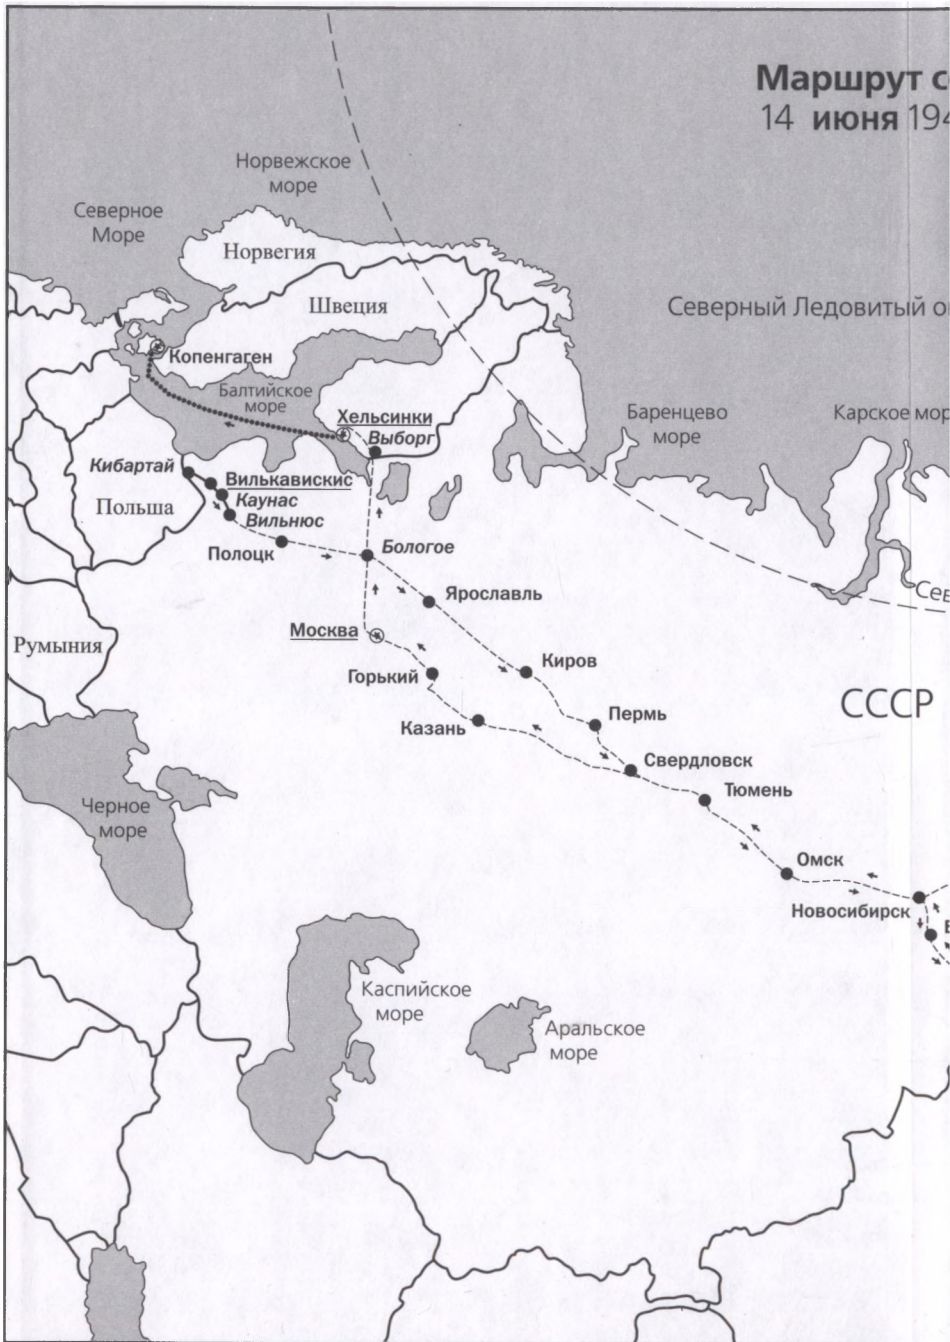 Маршрут с
14 июня 194
Норвежское
море
Северное
Море
Норвегия
Швеция
Северный Ледовитый о
Копенгаген
Балтийское
море
Хельсинки
Выборг
Баренцево
море
Карское мор
Кибартай
Вилькавискис
Каунас
Вильнюс
Польша
Полоцк
Бологое
Ярославль
Сев
Москва
Румыния
Горький
Киров
СССР
Казань
Пермь
Свердловск
Тюмень
Черное
море
Омск
Новосибирск
Каспийское
море
Аральское
море